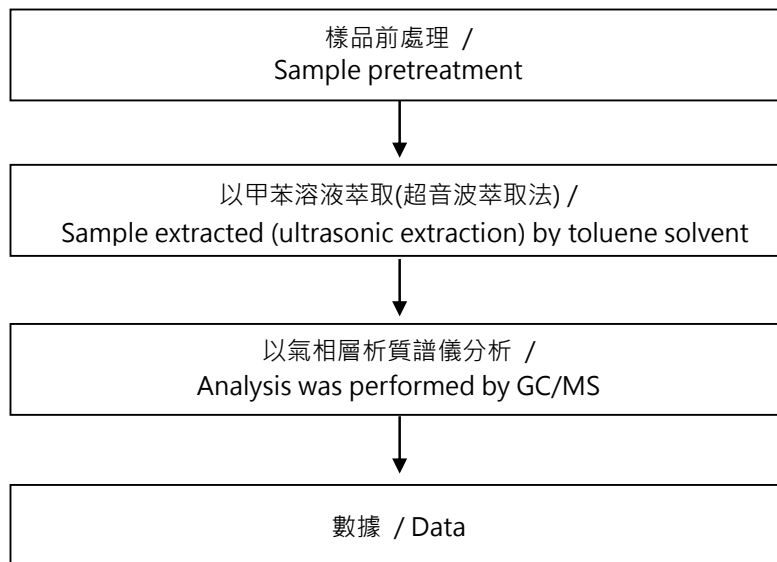 樣品前處理 /
Sample pretreatment
以甲苯溶液萃取(超音波萃取法) /
Sample extracted (ultrasonic extraction) by toluene solvent
以氣相層析質譜儀分析 /
Analysis was performed by GC/MS
數據 / Data